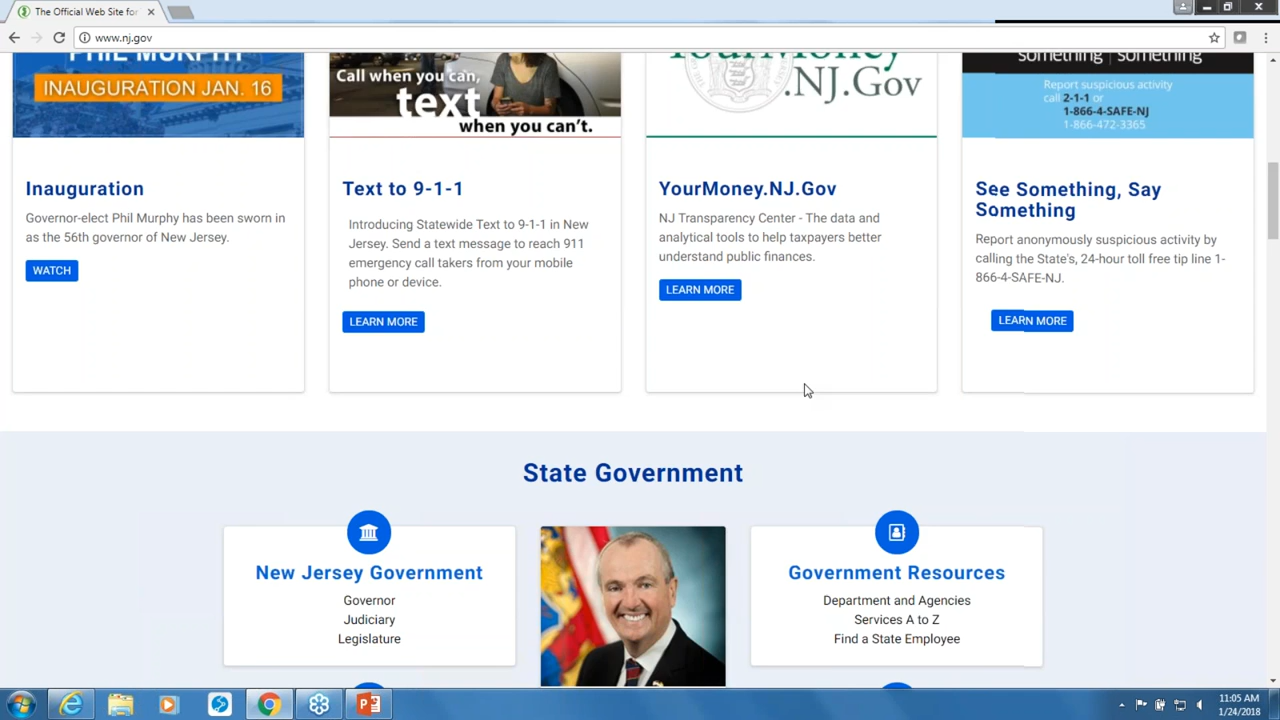 The Official Web Site for
www.nj.gov
PHIL MURPHY
INAUGURATION JAN. 16
Call when you can,
text
when you can't.
YourMoney
.NJ.Gov
Something | Something
Report suspicious activity
call 2-1-1 or
1-866-4-SAFE-NJ
1-866-472-3365
Inauguration
Governor-elect Phil Murphy has been sworn in
as the 56th governor of New Jersey.
WATCH
Text to 9-1-1
Introducing Statewide Text to 9-1-1 in New
Jersey. Send a text message to reach 911
emergency call takers from your mobile
phone or device.
LEARN MORE
YourMoney.NJ.Gov
NJ Transparency Center - The data and
analytical tools to help taxpayers better
understand public finances.
LEARN MORE
See Something, Say
Something
Report anonymously suspicious activity by
calling the State's, 24-hour toll free tip line 1-
866-4-SAFE-NJ.
LEARN MORE
State Government
New Jersey Government
Governor
Judiciary
Legislature
Government Resources
Department and Agencies
Services A to Z
Find a State Employee
11:05 AM
1/24/2018